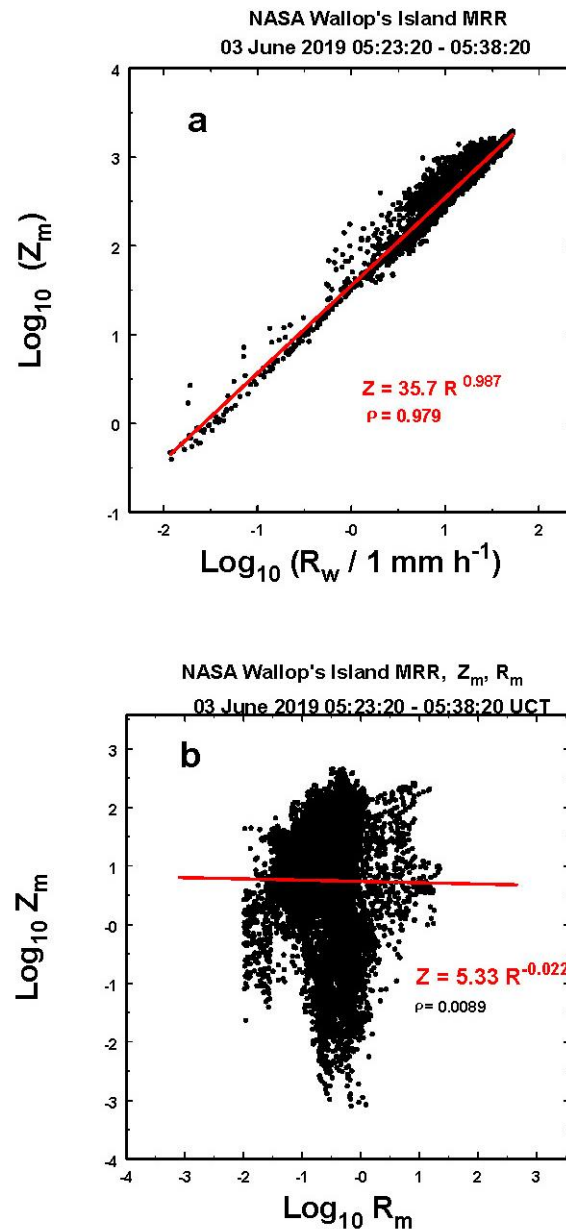 NASA Wallop's Island MRR
03 June 2019 05:23:20 - 05:38:20
a
4
3
2
1
0
-1
Log10 (Zm)
Z = 35.7 R 0.987
ρ = 0.979
-2 -1 -0 1 2
Log10 (Rw / 1 mm h-1)
NASA Wallop's Island MRR, Zm, Rm
03 June 2019 05:23:20 - 05:38:20 UCT
b
3
2
1
-0
-1
-2
-3
-4
Log10 Zm
Z = 5.33 R-0.022
ρ = 0.0089
-4 -3 -2 -1 -0 1 2 3
Log10 Rm